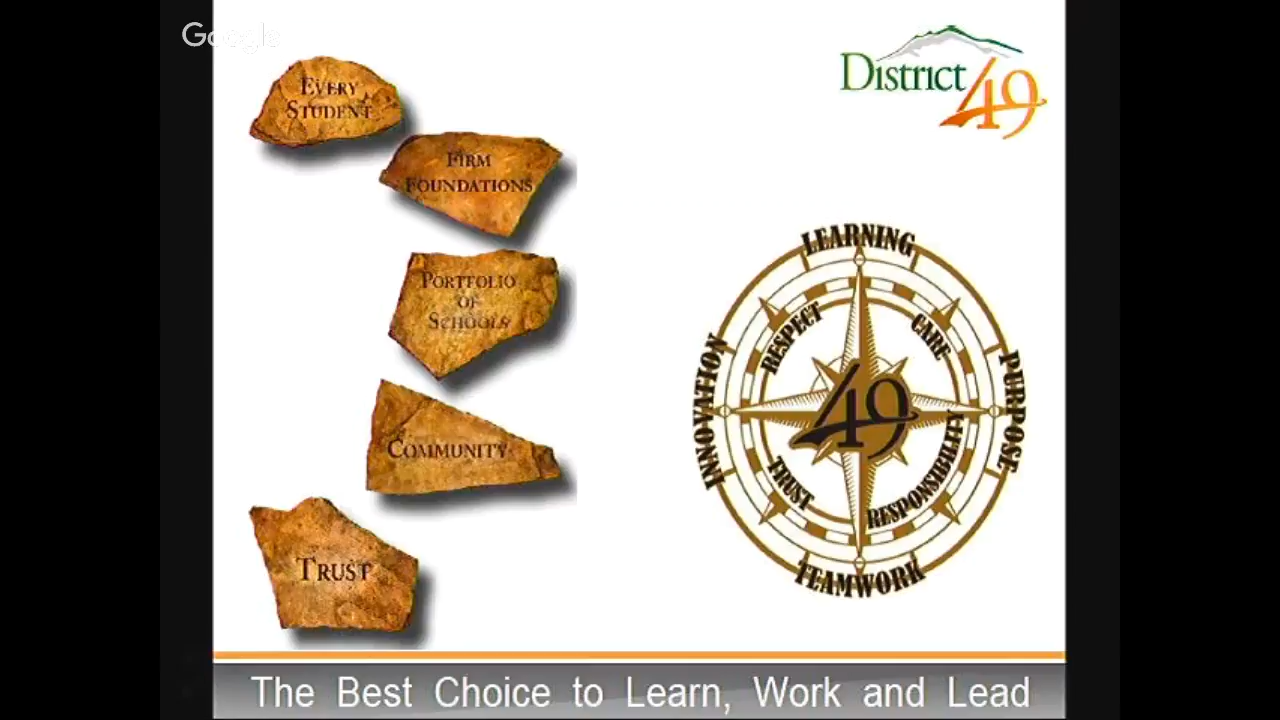 Google
District
49
EVERY
STUDENT
FIRM
FOUNDATIONS
PORTFOLIO
OF
SCHOOLS
COMMUNITY
TRUST
LEARNING
RESPECT
CARE
INNOVATION
PURPOSE
49
TRUST
RESPONSIBILITY
TEAMWORK
The Best Choice to Learn, Work and Lead